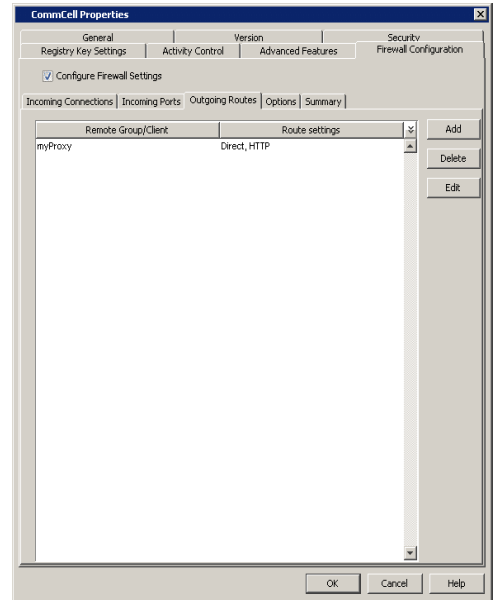 CommCell Properties
General Version Security
Registry Key Settings Activity Control Advanced Features Firewall Configuration
Configure Firewall Settings
Incoming Connections Incoming Ports Outgoing Routes Options Summary
Remote Group/Client Route settings Add
myProxy Direct, HTTP
Delete
Edit
OK Cancel Help